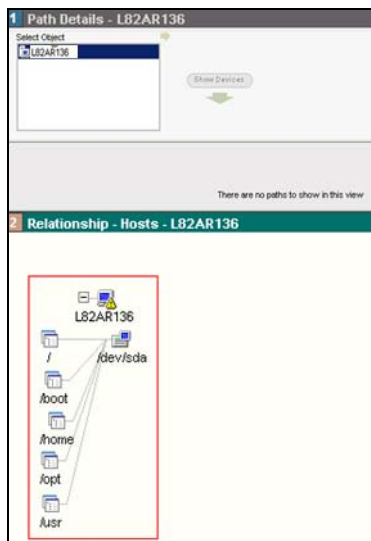 1 Path Details - L82AR136
Select Object
L82AR136
Show Devices
There are no paths to show in this view
2 Relationship - Hosts - L82AR136
L82AR136
/ /dev/sda
/boot
/home
/opt
/usr